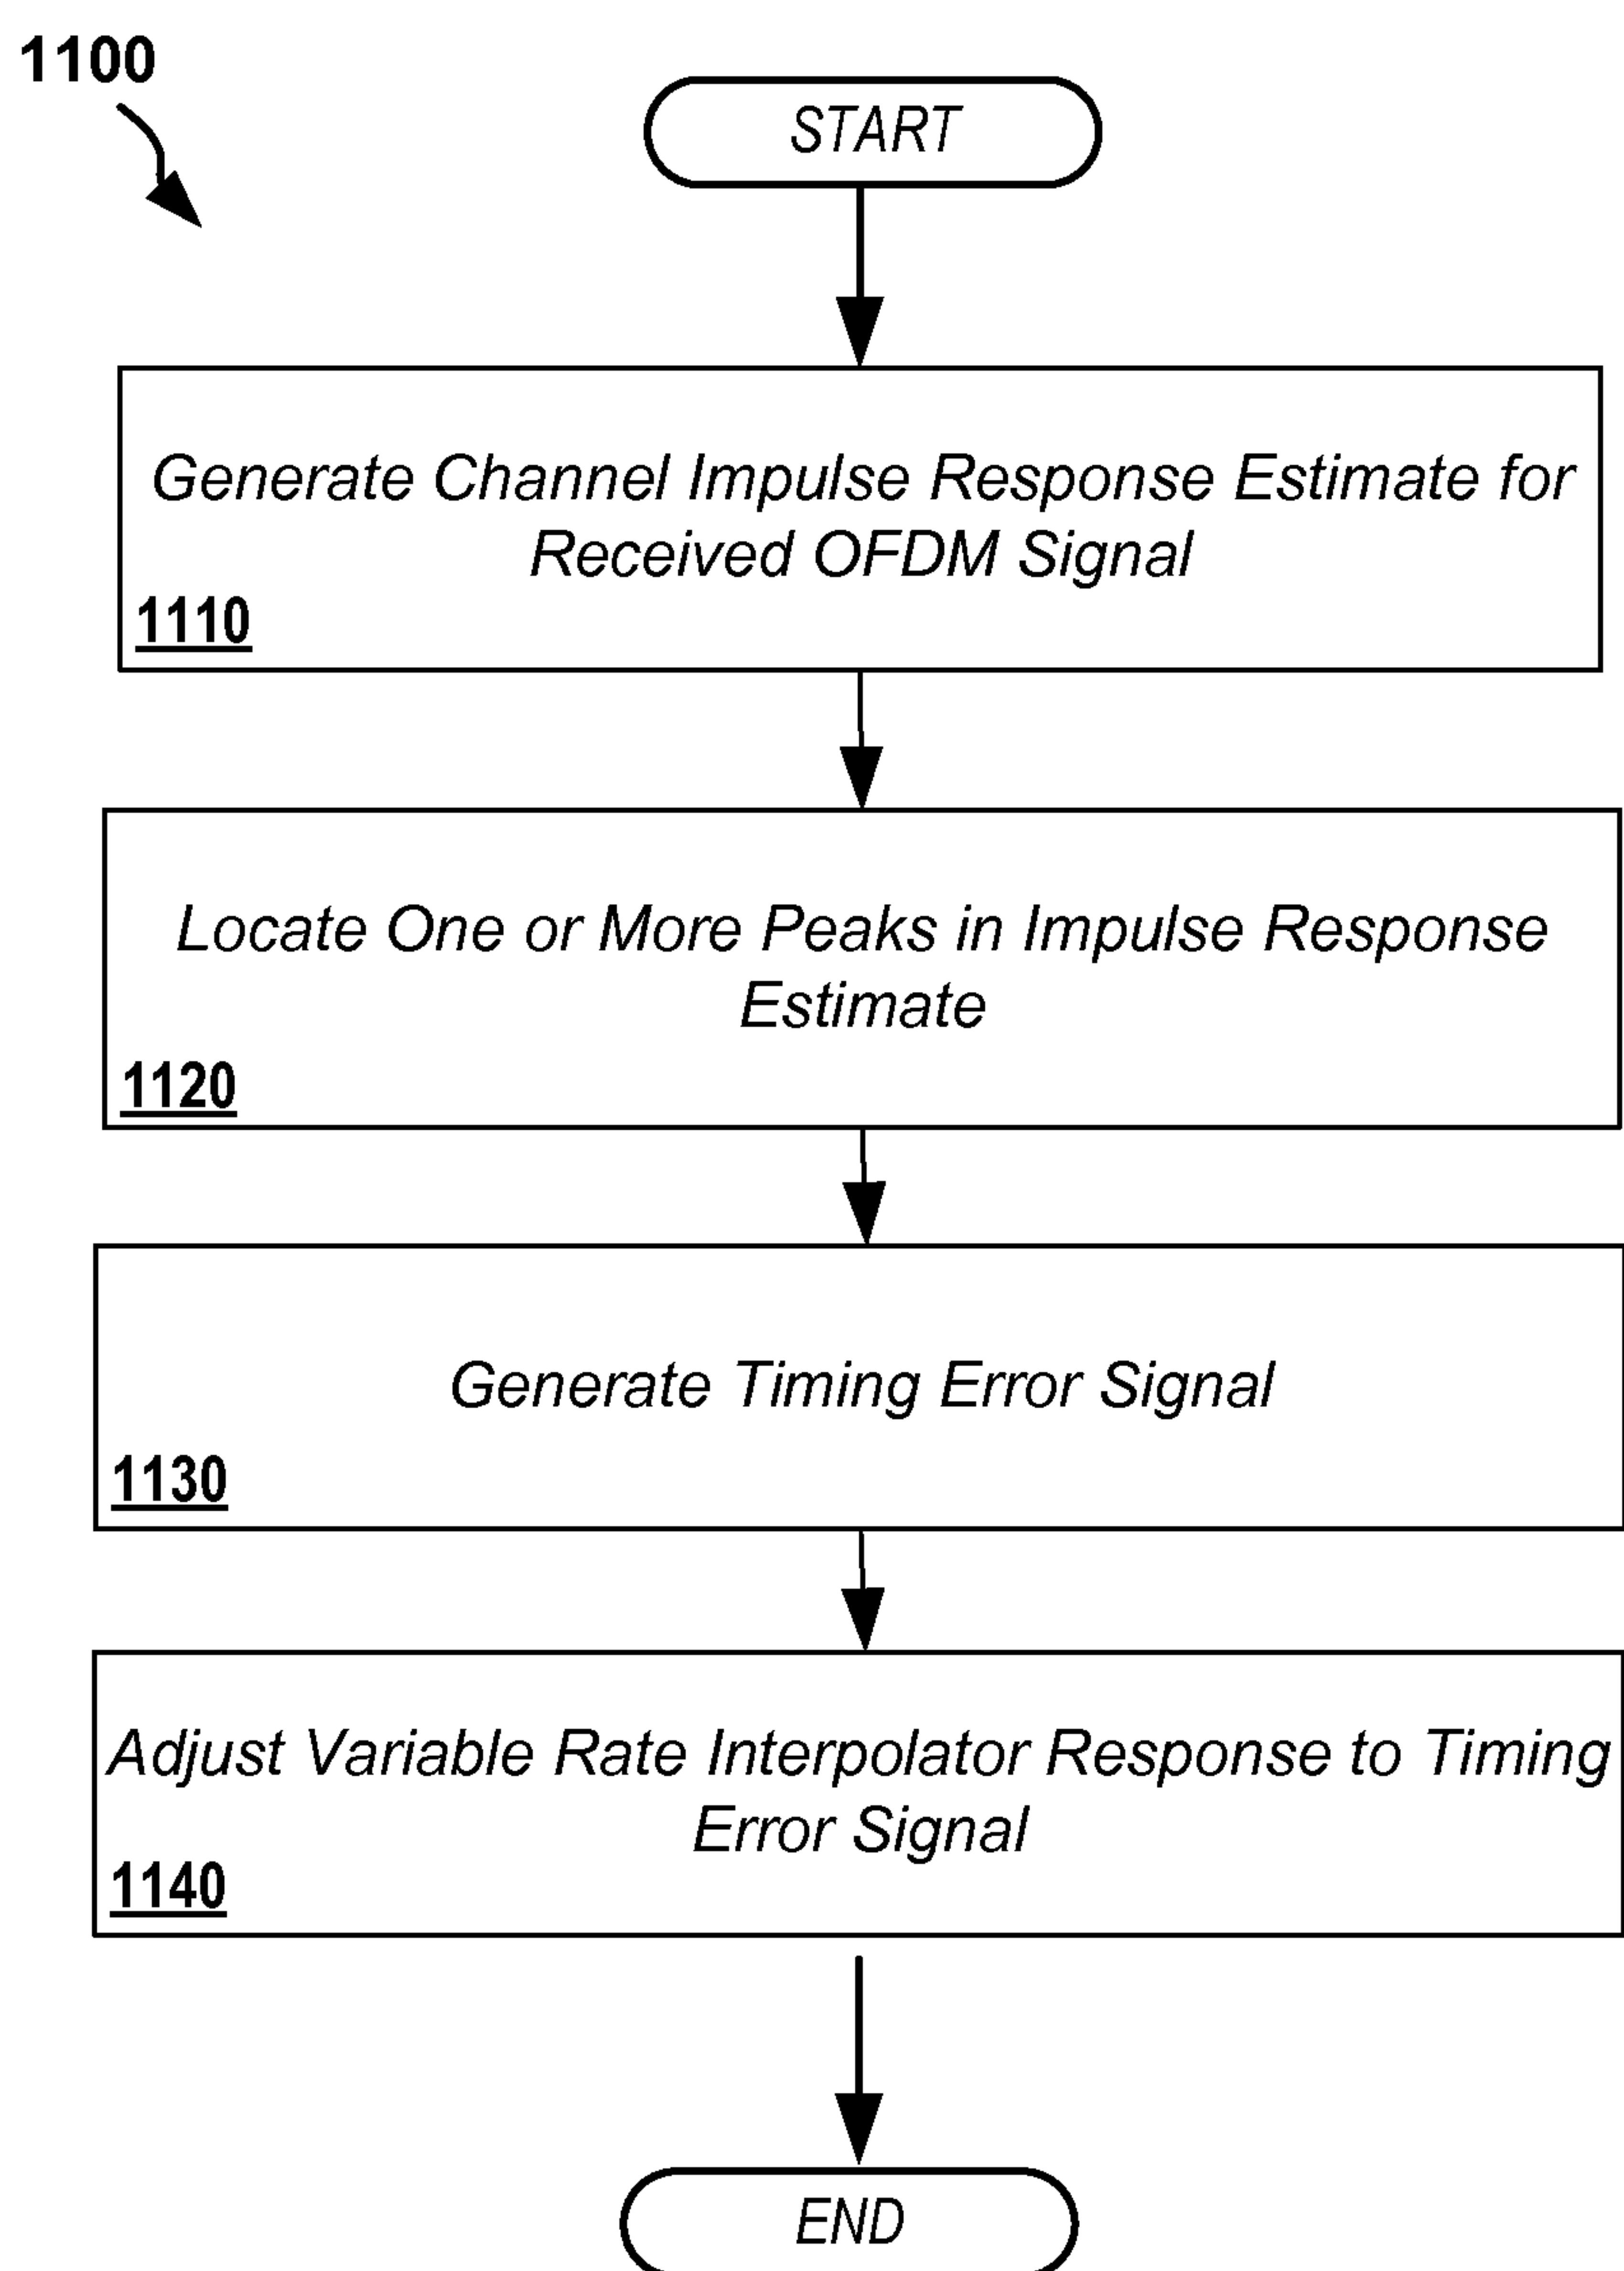 1100
START
Generate Channel Impulse Response Estimate for
Received OFDM Signal
1110
Locate One or More Peaks in Impulse Response
Estimate
1120
Generate Timing Error Signal
1130
Adjust Variable Rate Interpolator Response to Timing
Error Signal
1140
END